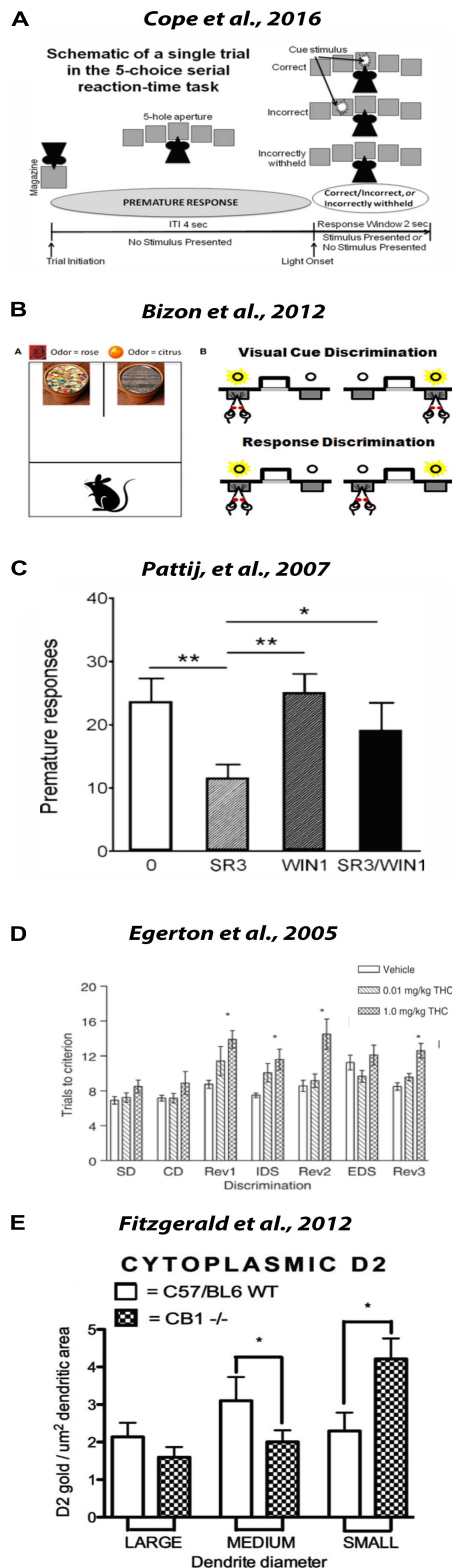 A
Cope et al., 2016
Schematic of a single trial
in the 5-choice serial
reaction-time task
Cue stimulus
Correct
5-hole aperture
Incorrect
Incorrectly
withheld
Magazine
PREMATURE RESPONSE
Correct/Incorrect, or
Incorrectly withheld
ITI 4 sec
Response Window 2 sec
No Stimulus Presented
Stimulus Presented or
No Stimulus Presented
Trial Initiation
Light Onset
B
Bizon et al., 2012
A
Odor = rose
Odor = citrus
B
Visual Cue Discrimination
Response Discrimination
C
Pattij, et al., 2007
Premature responses
40
30
20
10
0
*
**
**
0
SR3
WIN1
SR3/WIN1
D
Egerton et al., 2005
Vehicle
0.01 mg/kg THC
1.0 mg/kg THC
Trials to criterion
20
16
12
8
4
0
*
*
*
*
SD
CD
Rev1
IDS
Rev2
EDS
Rev3
Discrimination
E
Fitzgerald et al., 2012
CYTOPLASMIC D2
= C57/BL6 WT
= CB1 -/-
D2 gold / um² dendritic area
5
4
3
2
1
0
*
*
LARGE
MEDIUM
SMALL
Dendrite diameter